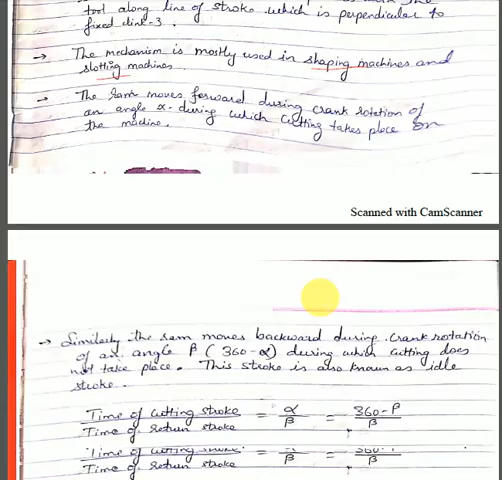 tool along line of stroke which is perpendicular to
fixed link-3.
→ The mechanism is mostly used in shaping machines and
slotting machines.
→ The ram moves forward during crank rotation of
an angle α - during which cutting takes place on
the machine.
Scanned with CamScanner
→ Similarly the ram moves backward during crank rotation
of an angle β (360-α) during which cutting does
not take place. This stroke is also known as idle
stroke.
Time of cutting stroke / Time of return stroke = α/β = 360-β/β
Time of cutting
Time of return stroke β β